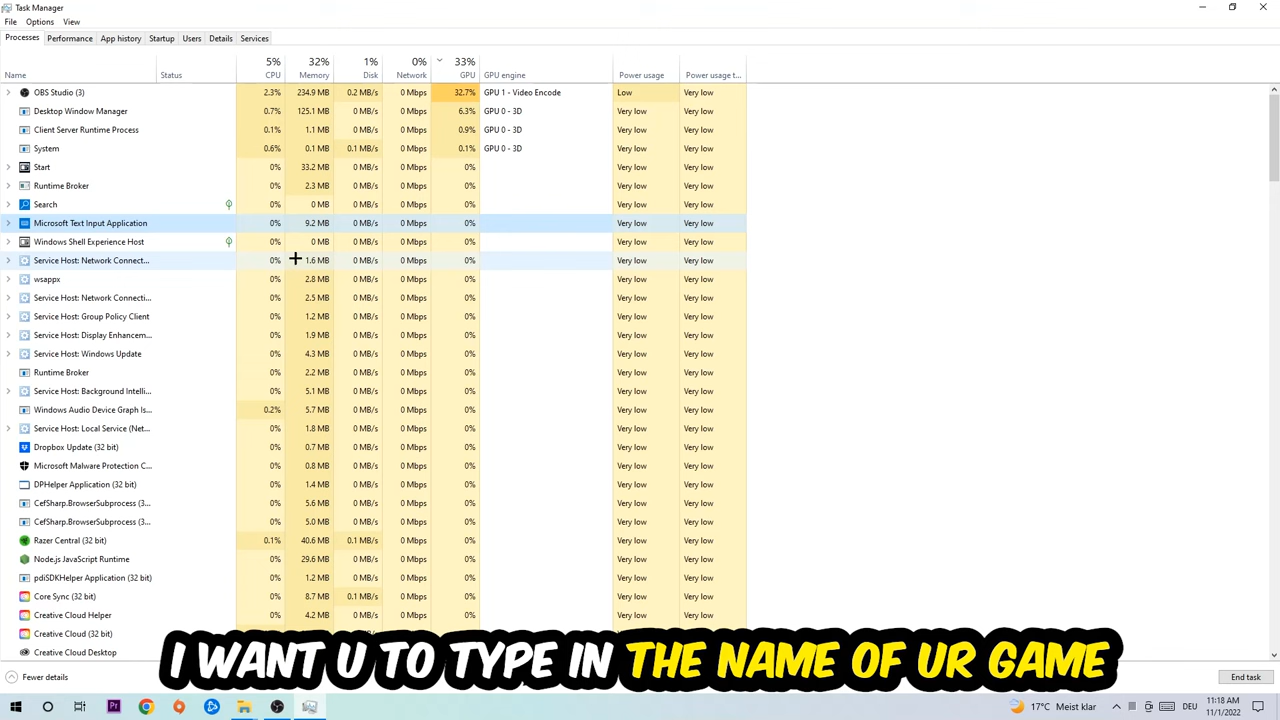 Task Manager
File Options View
Processes Performance App history Startup Users Details Services
5% 32% 1% 0% 33%
Name Status CPU Memory Disk Network GPU GPU engine Power usage Power usage t...
OBS Studio (3) 2.3% 234.9 MB 0.2 MB/s 0 Mbps 32.7% GPU 1 - Video Encode Low Very low
Desktop Window Manager 0.7% 125.1 MB 0 MB/s 0 Mbps 6.3% GPU 0 - 3D Very low Very low
Client Server Runtime Process 0.1% 1.1 MB 0 MB/s 0 Mbps 0.9% GPU 0 - 3D Very low Very low
System 0.6% 0.1 MB 0.1 MB/s 0 Mbps 0.1% GPU 0 - 3D Very low Very low
Start 0% 33.2 MB 0 MB/s 0 Mbps 0% Very low Very low
Runtime Broker 0% 2.3 MB 0 MB/s 0 Mbps 0% Very low Very low
Search 0% 0 MB 0 MB/s 0 Mbps 0% Very low Very low
Microsoft Text Input Application 0% 9.2 MB 0 MB/s 0 Mbps 0% Very low Very low
Windows Shell Experience Host 0% 0 MB 0 MB/s 0 Mbps 0% Very low Very low
Service Host: Network Connect... 0% 1.6 MB 0 MB/s 0 Mbps 0% Very low Very low
wsappx 0% 2.8 MB 0 MB/s 0 Mbps 0% Very low Very low
Service Host: Network Connecti... 0% 2.5 MB 0 MB/s 0 Mbps 0% Very low Very low
Service Host: Group Policy Client 0% 1.2 MB 0 MB/s 0 Mbps 0% Very low Very low
Service Host: Display Enhancem... 0% 1.9 MB 0 MB/s 0 Mbps 0% Very low Very low
Service Host: Windows Update 0% 4.3 MB 0 MB/s 0 Mbps 0% Very low Very low
Runtime Broker 0% 2.2 MB 0 MB/s 0 Mbps 0% Very low Very low
Service Host: Background Intelli... 0% 5.1 MB 0 MB/s 0 Mbps 0% Very low Very low
Windows Audio Device Graph Is... 0.2% 5.7 MB 0 MB/s 0 Mbps 0% Very low Very low
Service Host: Local Service (Net... 0% 1.8 MB 0 MB/s 0 Mbps 0% Very low Very low
Dropbox Update (32 bit) 0% 0.7 MB 0 MB/s 0 Mbps 0% Very low Very low
Microsoft Malware Protection C... 0% 0.8 MB 0 MB/s 0 Mbps 0% Very low Very low
DPHelper Application (32 bit) 0% 1.4 MB 0 MB/s 0 Mbps 0% Very low Very low
CefSharp.BrowserSubprocess (3... 0% 5.6 MB 0 MB/s 0 Mbps 0% Very low Very low
CefSharp.BrowserSubprocess (3... 0% 5.0 MB 0 MB/s 0 Mbps 0% Very low Very low
Razer Central (32 bit) 0.1% 40.6 MB 0.1 MB/s 0 Mbps 0% Very low Very low
Node.js JavaScript Runtime 0% 29.6 MB 0 MB/s 0 Mbps 0% Very low Very low
pdiSDKHelper Application (32 bit) 0% 1.2 MB 0 MB/s 0 Mbps 0% Very low Very low
Core Sync (32 bit) 0% 8.7 MB 0.1 MB/s 0 Mbps 0% Very low Very low
Creative Cloud Helper 0% 4.2 MB 0 MB/s 0 Mbps 0% Very low Very low
Creative Cloud (32 bit)
Creative Cloud Desktop
I WANT U TO TYPE IN THE NAME OF UR GAME
Fewer details End task
17°C Meist klar DEU 11:18 AM
11/1/2022